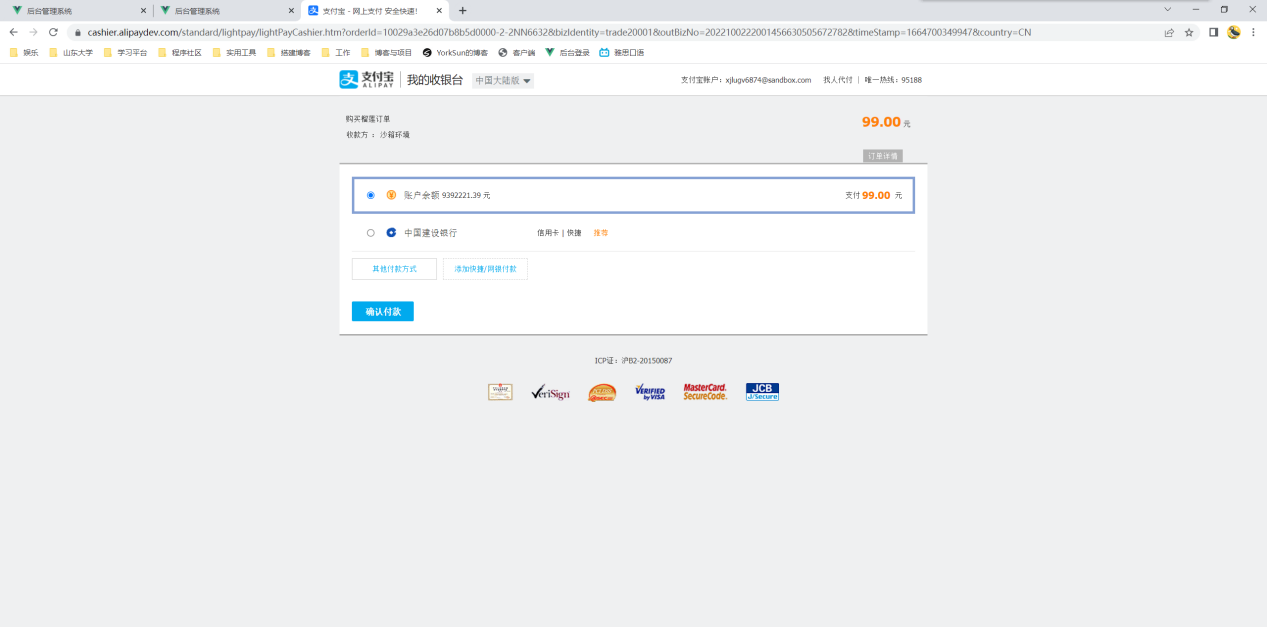 后台管理系统
后台管理系统
支付宝 - 网上支付 安全快速!
cashier.alipaydev.com/standard/lightpay/lightPayCashier.htm?orderId=10029a3e26d07b8b5d0000-2-2NN6632&bizIdentity=trade20001&outBizNo=2022100222001456630505672782&timeStamp=1664700349947&country=CN
娱乐 山东大学 学习平台 程序社区 实用工具 搭建博客 工作 博客与项目 YorkSun的博客 客户端 后台登录 雅思口语
支 支付宝 ALIPAY 我的收银台 中国大陆版 支付宝账户:xjlugv6874@sandbox.com 找人代付 | 唯一热线:95188
购买榴莲订单 99.00 元
收款方 : 沙箱环境
订单详情
账户余额 9392221.39 元 支付 99.00 元
中国建设银行 信用卡 | 快捷 推荐
其他付款方式 添加快捷/网银付款
确认付款
ICP证:沪B2-20150087
VeriSign VERIFIED by VISA MasterCard. SecureCode. JCB J/Secure